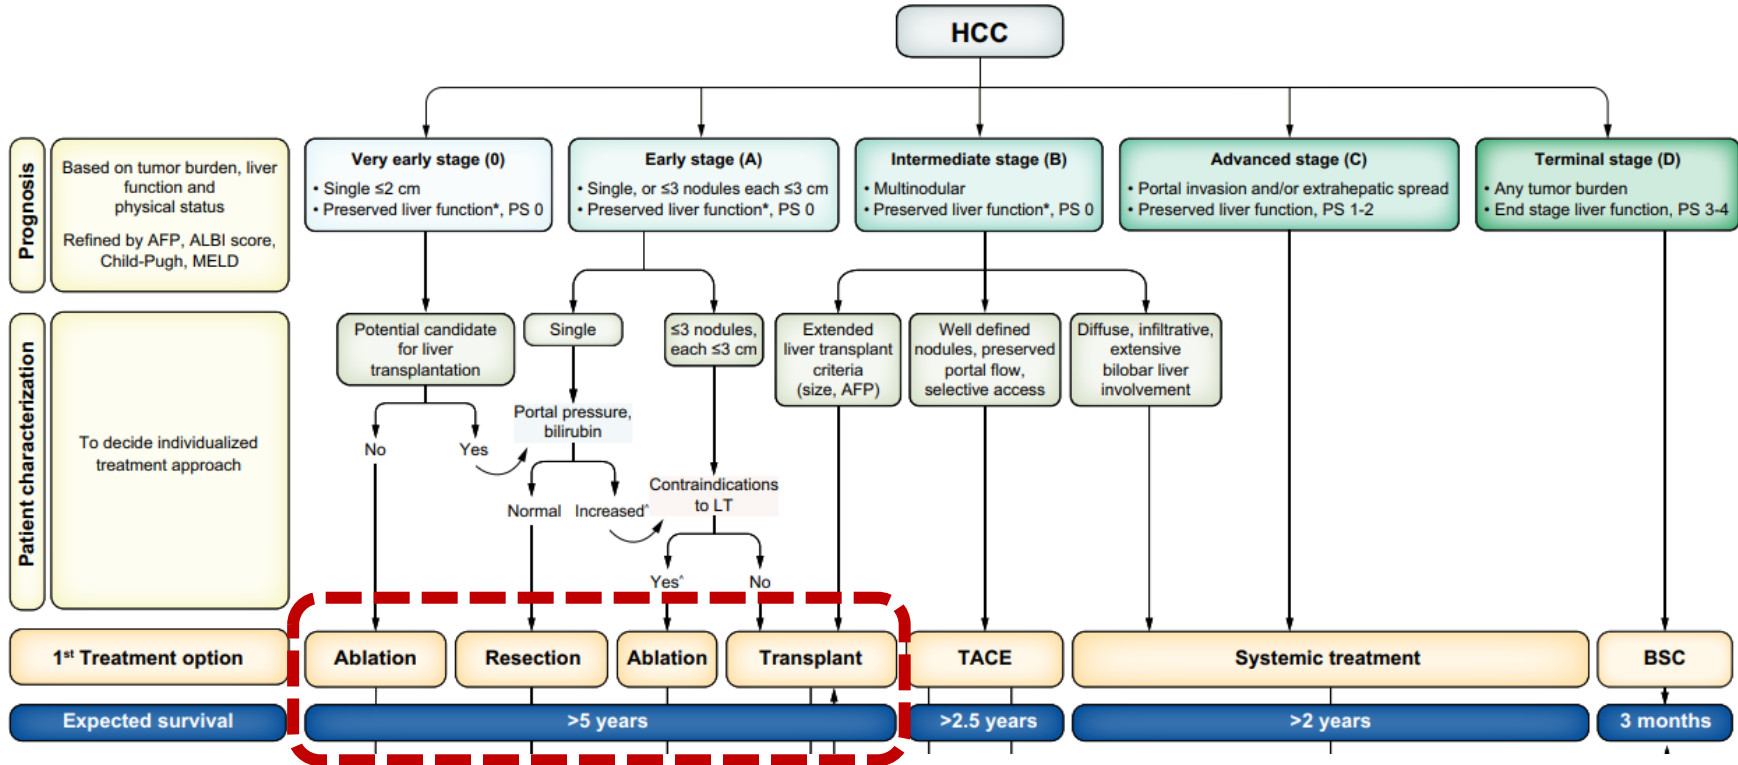 HCC
Prognosis
Based on tumor burden, liver
function and
physical status
Refined by AFP, ALBI score,
Child-Pugh, MELD
Very early stage (0)
• Single ≤2 cm
• Preserved liver function*, PS 0
Early stage (A)
• Single, or ≤3 nodules each ≤3 cm
• Preserved liver function*, PS 0
Intermediate stage (B)
• Multinodular
• Preserved liver function*, PS 0
Advanced stage (C)
• Portal invasion and/or extrahepatic spread
• Preserved liver function, PS 1-2
Terminal stage (D)
• Any tumor burden
• End stage liver function, PS 3-4
Patient characterization
To decide individualized
treatment approach
Potential candidate
for liver
transplantation
Single
≤3 nodules,
each ≤3 cm
Extended
liver transplant
criteria
(size, AFP)
Well defined
nodules, preserved
portal flow,
selective access
Diffuse, infiltrative,
extensive
bilobar liver
involvement
Portal pressure,
bilirubin
No
Yes
Contraindications
to LT
Normal
Increased^
Yes^
No
1st Treatment option
Ablation
Resection
Ablation
Transplant
TACE
Systemic treatment
BSC
Expected survival
>5 years
>2.5 years
>2 years
3 months